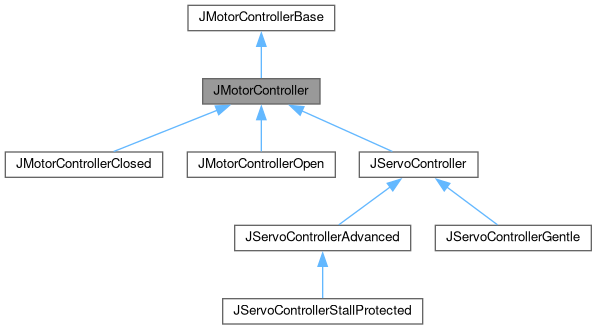 JMotorControllerBase
JMotorController
JMotorControllerClosed
JMotorControllerOpen
JServoController
JServoControllerAdvanced
JServoControllerGentle
JServoControllerStallProtected